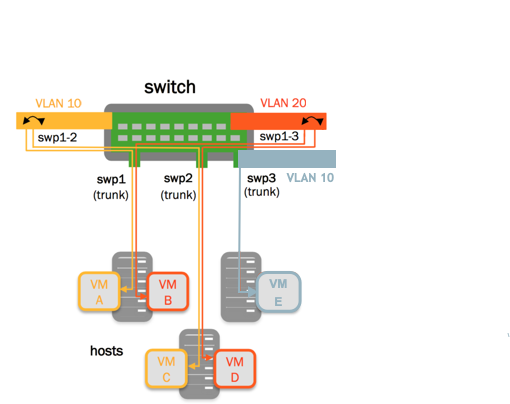 switch
VLAN 10
VLAN 20
swp1-2
swp1-3
swp1
(trunk)
swp2
(trunk)
swp3
(trunk)
VLAN 10
VM
A
VM
B
VM
E
hosts
VM
C
VM
D